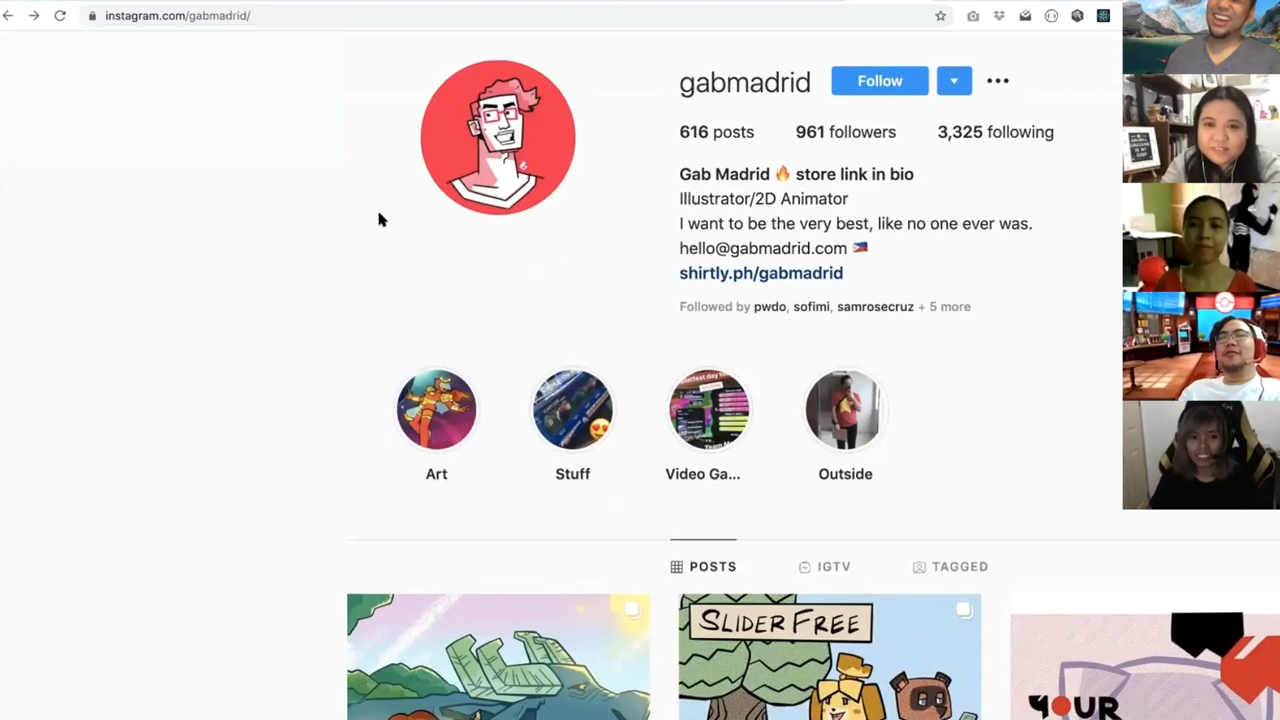 instagram.com/gabmadrid/
gabmadrid
Follow
616 posts
961 followers
3,325 following
Gab Madrid 🔥 store link in bio
Illustrator/2D Animator
I want to be the very best, like no one ever was.
hello@gabmadrid.com 🇵🇭
shirtly.ph/gabmadrid
Followed by pwdo, sofimi, samrosecruz + 5 more
Art
Stuff
Video Ga...
Outside
POSTS
IGTV
TAGGED
SLIDER FREE
YOUR